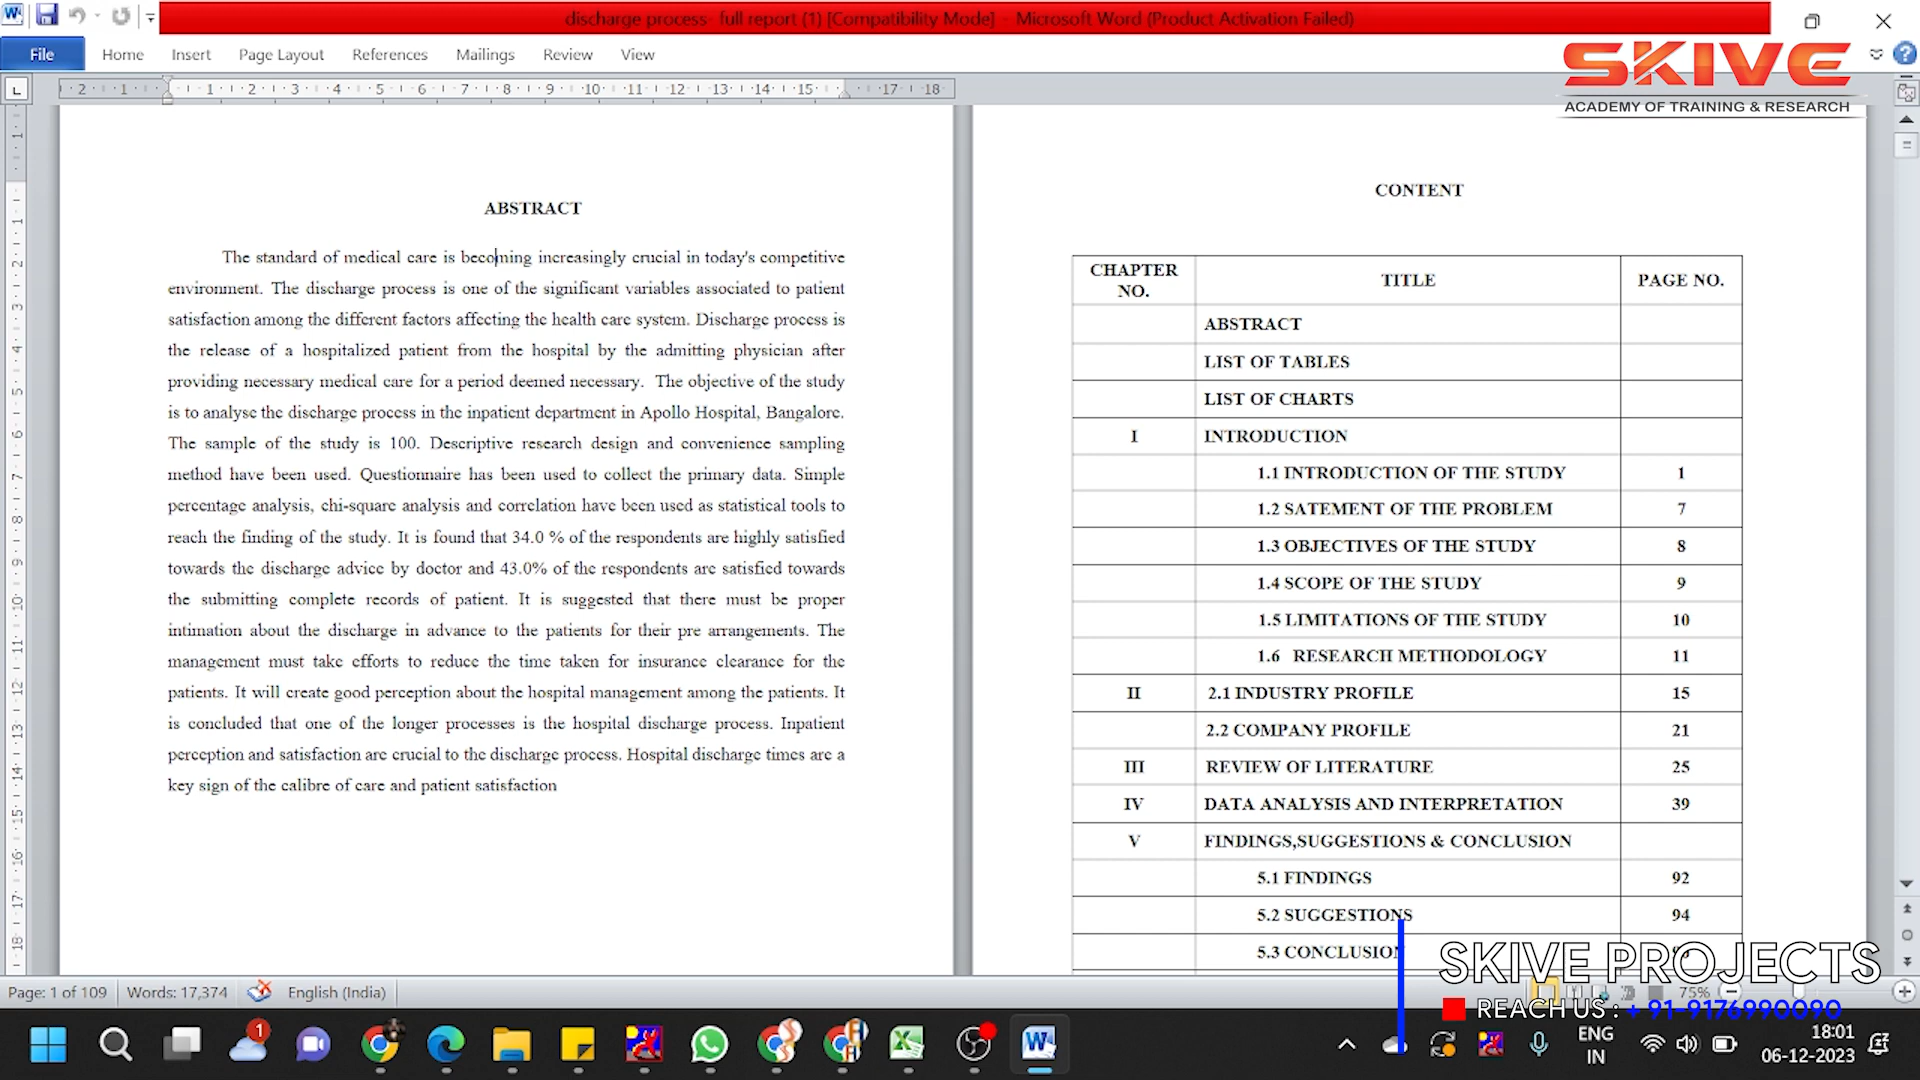 discharge process- full report (1) [Compatibility Mode] - Microsoft Word (Product Activation Failed)
File Home Insert Page Layout References Mailings Review View
SKIVE
ACADEMY OF TRAINING & RESEARCH
ABSTRACT
The standard of medical care is becoming increasingly crucial in today's competitive
environment. The discharge process is one of the significant variables associated to patient
satisfaction among the different factors affecting the health care system. Discharge process is
the release of a hospitalized patient from the hospital by the admitting physician after
providing necessary medical care for a period deemed necessary. The objective of the study
is to analyse the discharge process in the inpatient department in Apollo Hospital, Bangalore.
The sample of the study is 100. Descriptive research design and convenience sampling
method have been used. Questionnaire has been used to collect the primary data. Simple
percentage analysis, chi-square analysis and correlation have been used as statistical tools to
reach the finding of the study. It is found that 34.0 % of the respondents are highly satisfied
towards the discharge advice by doctor and 43.0% of the respondents are satisfied towards
the submitting complete records of patient. It is suggested that there must be proper
intimation about the discharge in advance to the patients for their pre arrangements. The
management must take efforts to reduce the time taken for insurance clearance for the
patients. It will create good perception about the hospital management among the patients. It
is concluded that one of the longer processes is the hospital discharge process. Inpatient
perception and satisfaction are crucial to the discharge process. Hospital discharge times are a
key sign of the calibre of care and patient satisfaction
CONTENT
CHAPTER NO. TITLE PAGE NO.
ABSTRACT
LIST OF TABLES
LIST OF CHARTS
I INTRODUCTION
1.1 INTRODUCTION OF THE STUDY 1
1.2 SATEMENT OF THE PROBLEM 7
1.3 OBJECTIVES OF THE STUDY 8
1.4 SCOPE OF THE STUDY 9
1.5 LIMITATIONS OF THE STUDY 10
1.6 RESEARCH METHODOLOGY 11
II 2.1 INDUSTRY PROFILE 15
2.2 COMPANY PROFILE 21
III REVIEW OF LITERATURE 25
IV DATA ANALYSIS AND INTERPRETATION 39
V FINDINGS,SUGGESTIONS & CONCLUSION
5.1 FINDINGS 92
5.2 SUGGESTIONS 94
5.3 CONCLUSION
SKIVE PROJECTS
REACH US : + 91-9176990090
Page: 1 of 109 Words: 17,374 English (India) 75%
1
ENG
IN
18:01
06-12-2023